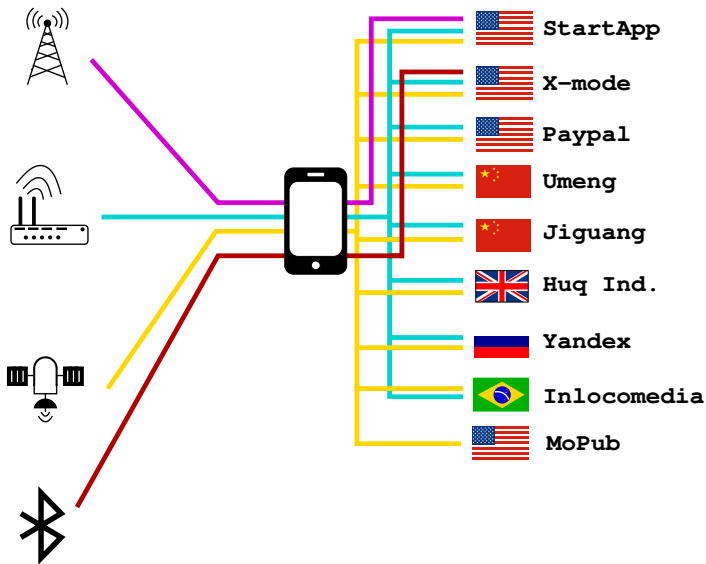 StartApp
X-mode
Paypal
Umeng
Jiguang
Huq Ind.
Yandex
Inlocomedia
MoPub